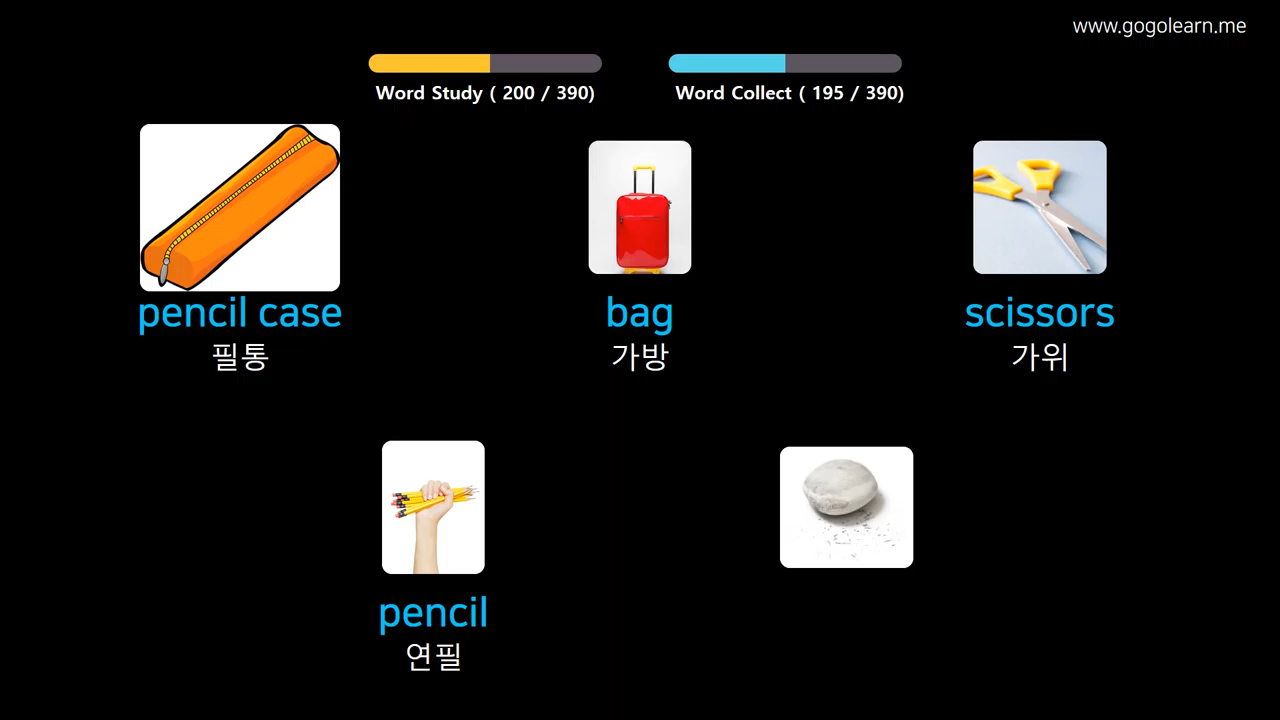 www.gogolearn.me
Word Study ( 200 / 390)
Word Collect ( 195 / 390)
pencil case
필통
bag
가방
scissors
가위
pencil
연필